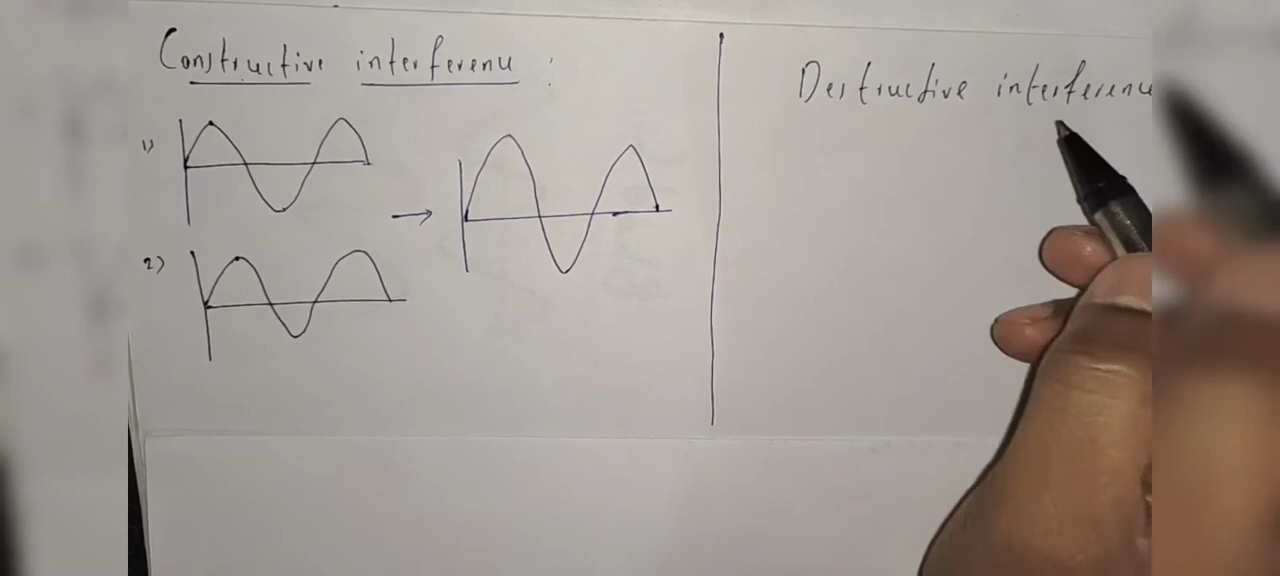 Constructive interference :
1)
2)
Destructive interference